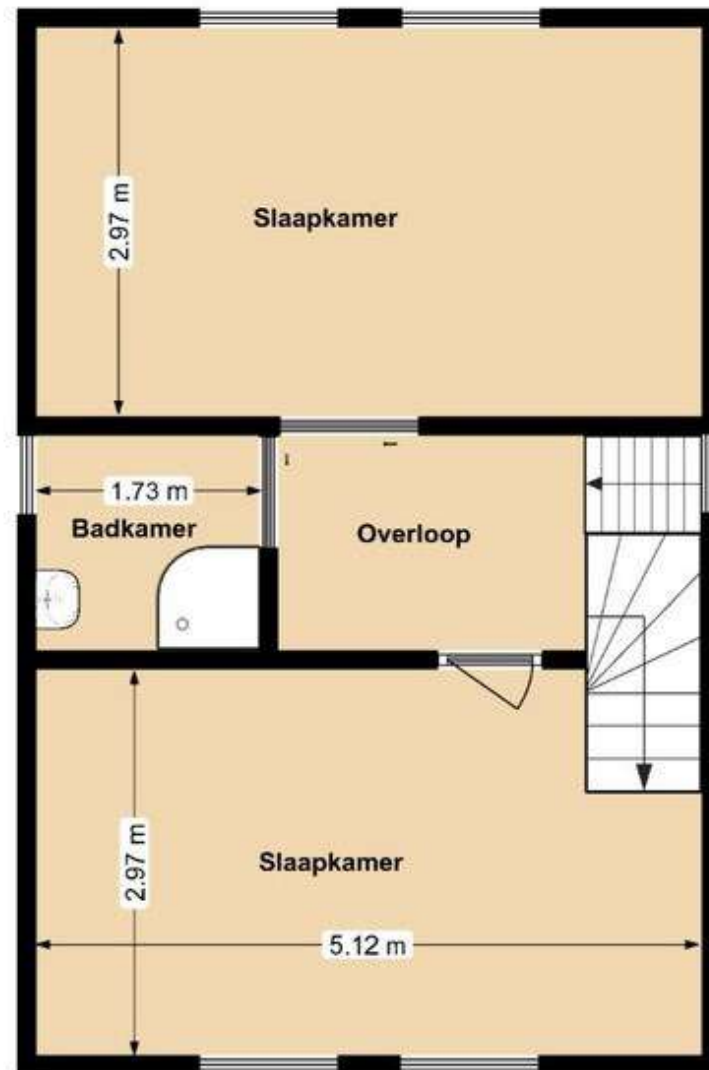 2.97 m
Slaapkamer
1.73 m
Badkamer
Overloop
2.97 m
Slaapkamer
5.12 m